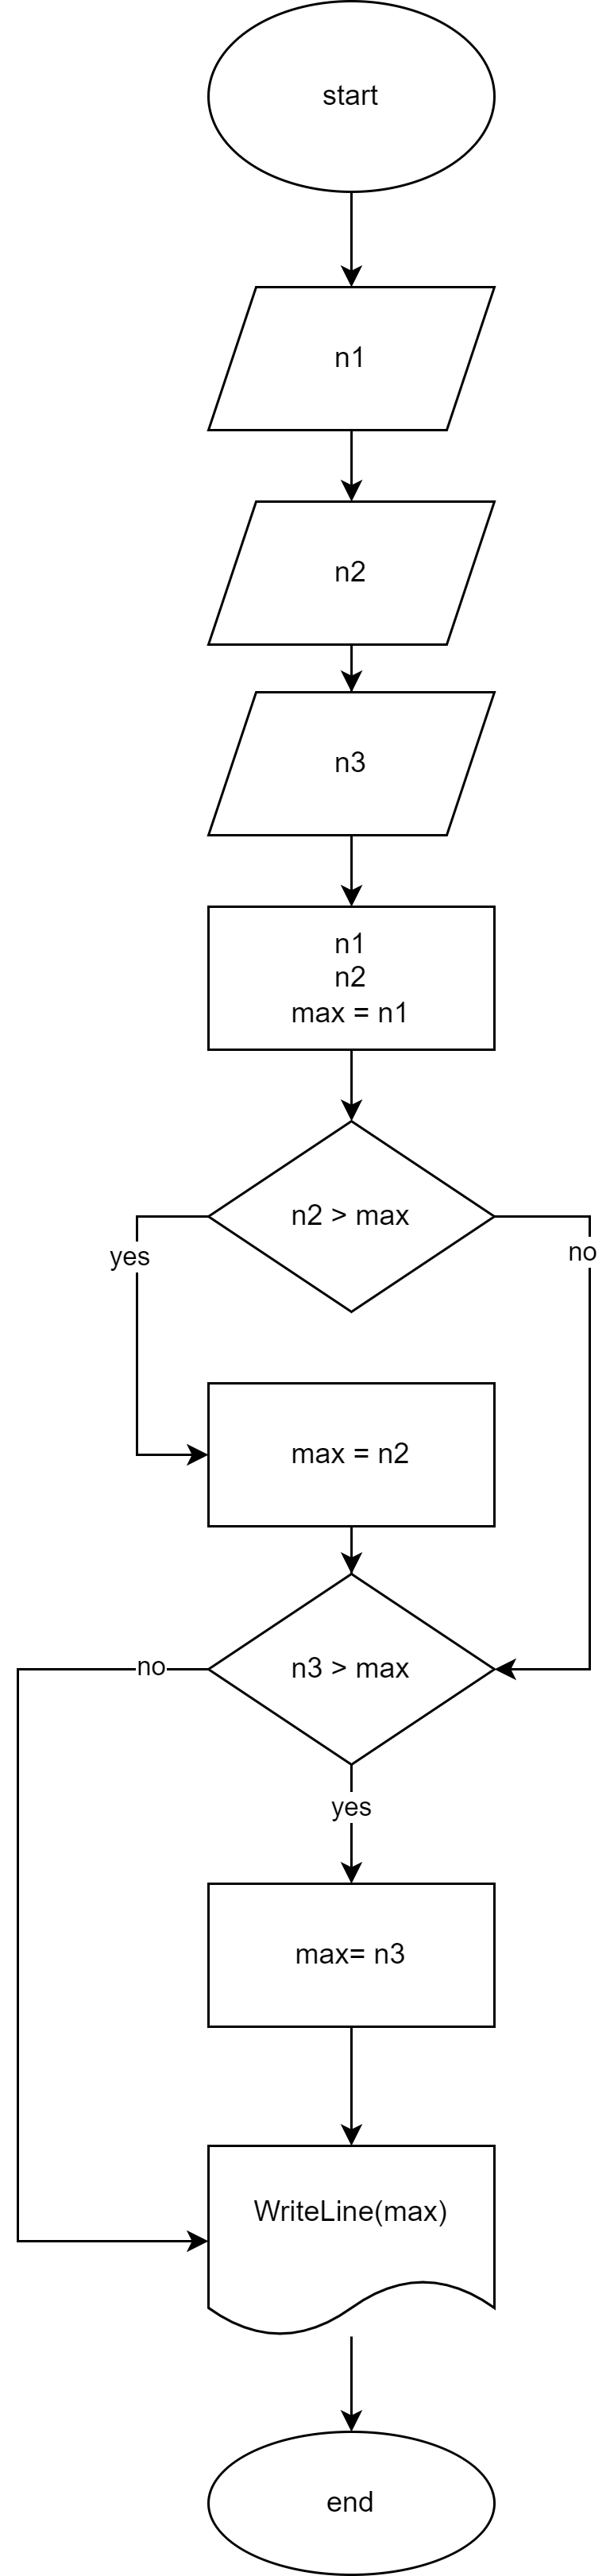 start
n1
n2
n3
n1
n2
max = n1
n2 > max
yes
no
max = n2
n3 > max
no
yes
max= n3
WriteLine(max)
end